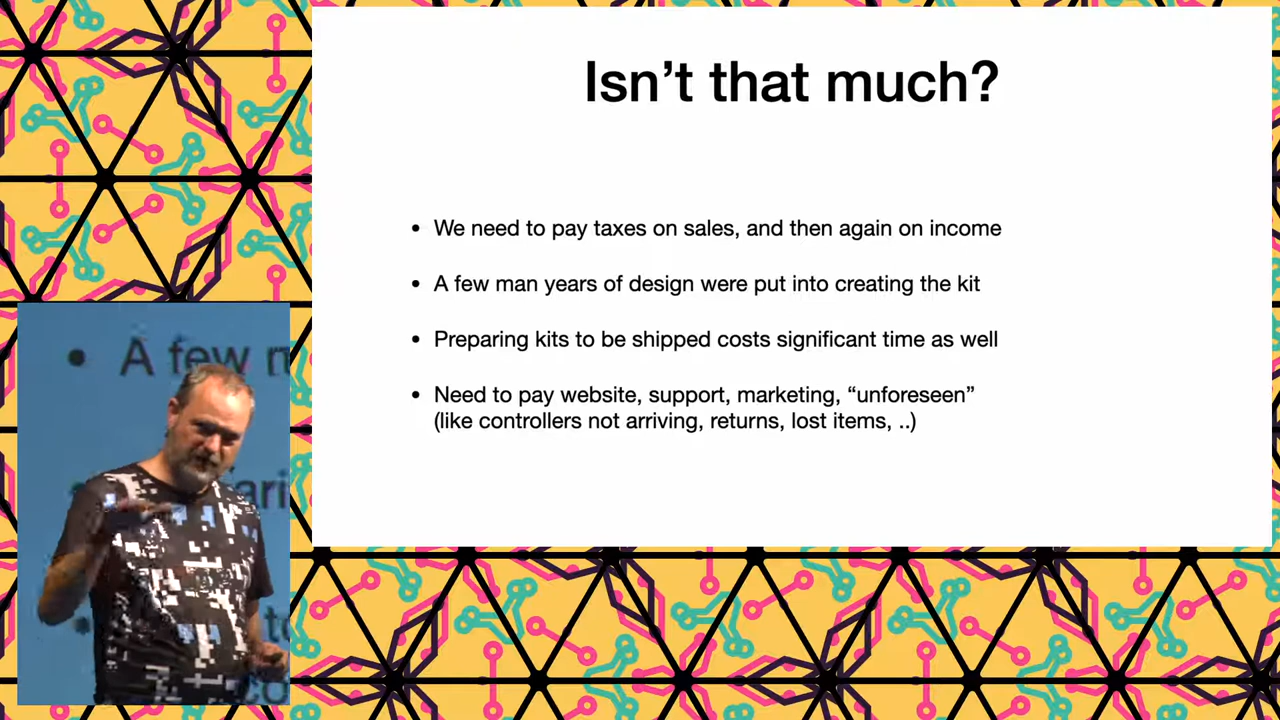 Isn’t that much?
• We need to pay taxes on sales, and then again on income
• A few man years of design were put into creating the kit
• Preparing kits to be shipped costs significant time as well
• Need to pay website, support, marketing, “unforeseen”
(like controllers not arriving, returns, lost items, ..)
• A few m